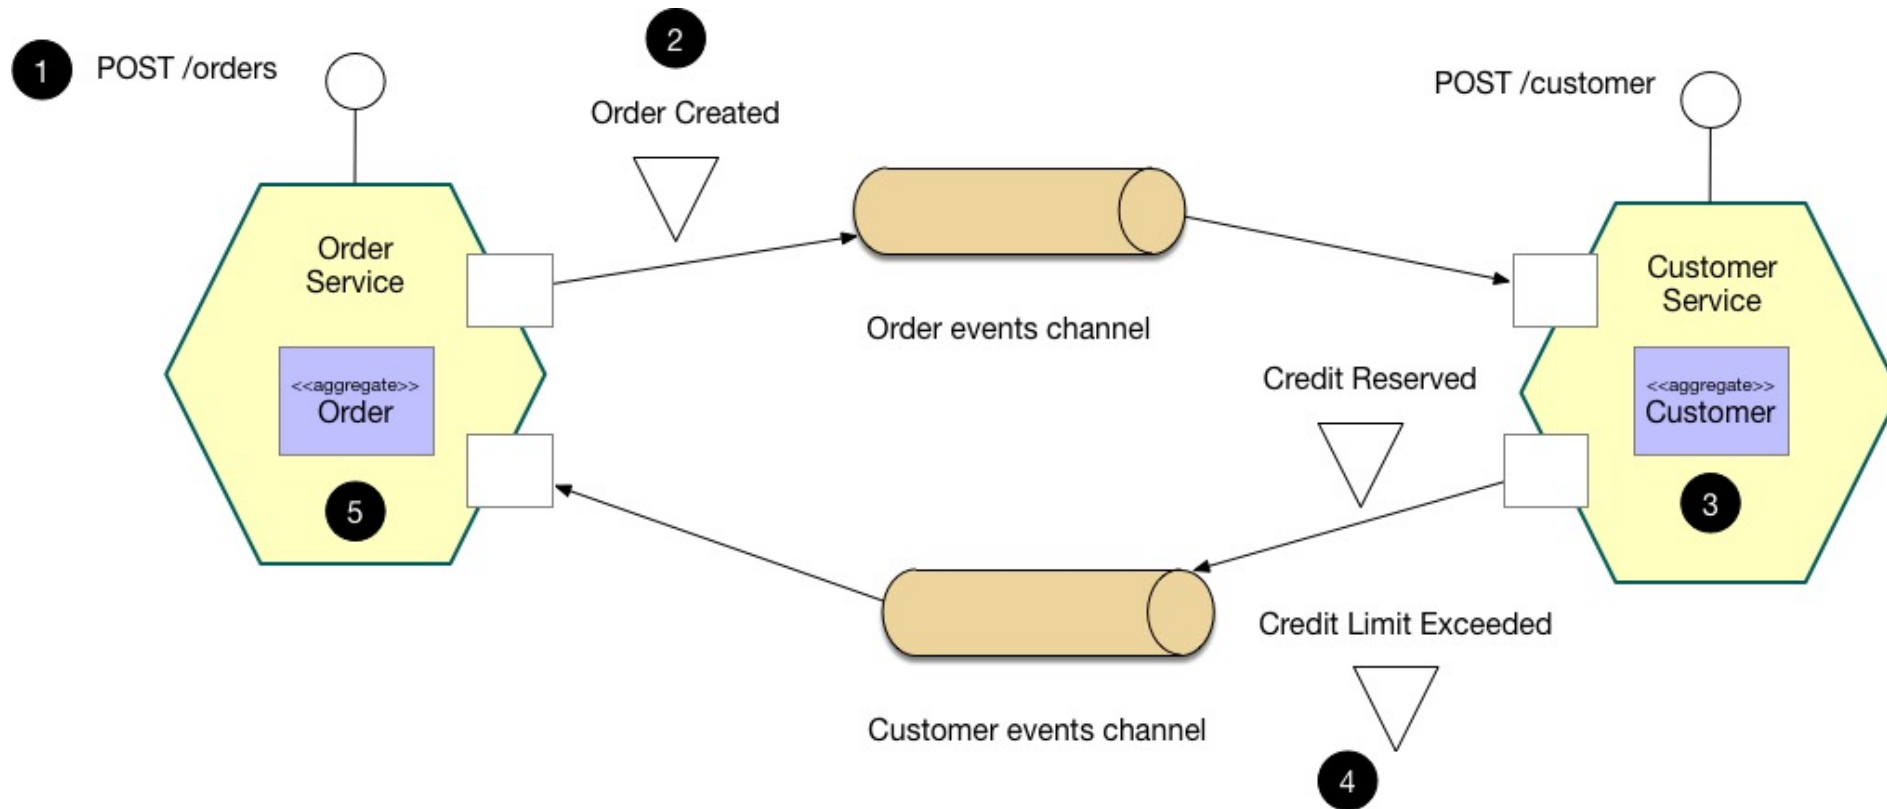 1
POST /orders
2
Order Created
POST /customer
Order
Service
<<aggregate>>
Order
5
Order events channel
Customer
Service
<<aggregate>>
Customer
3
Credit Reserved
Credit Limit Exceeded
4
Customer events channel